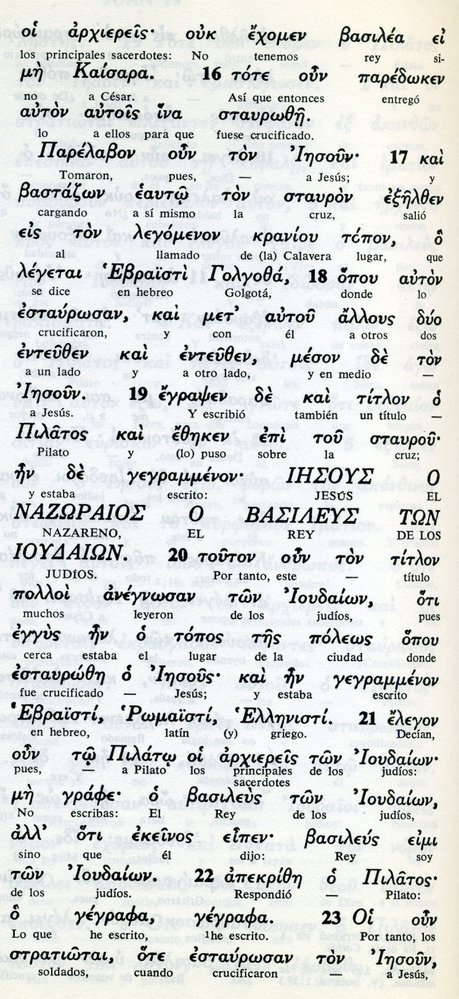 οἱ ἀρχιερεῖς· οὐκ ἔχομεν βασιλέα εἰ
los principales sacerdotes: No tenemos rey si-
μὴ Καίσαρα. 16 τότε οὖν παρέδωκεν
no a César. Así que entonces entregó
αὐτὸν αὐτοῖς ἵνα σταυρωθῇ.
lo a ellos para que fuese crucificado.
Παρέλαβον οὖν τὸν Ἰησοῦν· 17 καὶ
Tomaron, pues, — a Jesús; y
βαστάζων ἑαυτῷ τὸν σταυρὸν ἐξῆλθεν
cargando a sí mismo la cruz, salió
εἰς τὸν λεγόμενον κρανίου τόπον, ὃ
al llamado de (la) Calavera lugar, que
λέγεται Ἑβραϊστὶ Γολγοθά, 18 ὅπου αὐτὸν
se dice en hebreo Golgotá, donde lo
ἐσταύρωσαν, καὶ μετ' αὐτοῦ ἄλλους δύο
crucificaron, y con él a otros dos
ἐντεῦθεν καὶ ἐντεῦθεν, μέσον δὲ τὸν
a un lado y a otro lado, y en medio —
Ἰησοῦν. 19 ἔγραψεν δὲ καὶ τίτλον ὁ
a Jesús. Y escribió también un título —
Πιλᾶτος καὶ ἔθηκεν ἐπὶ τοῦ σταυροῦ·
Pilato y (lo) puso sobre la cruz;
ἦν δὲ γεγραμμένον· ΙΗΣΟΥΣ Ο
y estaba escrito: JESÚS EL
ΝΑΖΩΡΑΙΟΣ Ο ΒΑΣΙΛΕΥΣ ΤΩΝ
NAZARENO, EL REY DE LOS
ΙΟΥΔΑΙΩΝ. 20 τοῦτον οὖν τὸν τίτλον
JUDÍOS. Por tanto, este — título
πολλοὶ ἀνέγνωσαν τῶν Ἰουδαίων, ὅτι
muchos leyeron de los judíos, pues
ἐγγὺς ἦν ὁ τόπος τῆς πόλεως ὅπου
cerca estaba el lugar de la ciudad donde
ἐσταυρώθη ὁ Ἰησοῦς· καὶ ἦν γεγραμμένον
fue crucificado — Jesús; y estaba escrito
Ἑβραϊστί, Ῥωμαϊστί, Ἑλληνιστί. 21 ἔλεγον
en hebreo, latín (y) griego. Decían,
οὖν τῷ Πιλάτῳ οἱ ἀρχιερεῖς τῶν Ἰουδαίων·
pues, — a Pilato los principales de los judíos:
sacerdotes
μὴ γράφε· ὁ βασιλεὺς τῶν Ἰουδαίων,
No escribas: El Rey de los judíos,
ἀλλ' ὅτι ἐκεῖνος εἶπεν· βασιλεύς εἰμι
sino que él dijo: Rey soy
τῶν Ἰουδαίων. 22 ἀπεκρίθη ὁ Πιλᾶτος·
de los judíos. Respondió — Pilato:
ὃ γέγραφα, γέγραφα. 23 Οἱ οὖν
Lo que he escrito, lhe escrito. Por tanto, los
στρατιῶται, ὅτε ἐσταύρωσαν τὸν Ἰησοῦν,
soldados, cuando crucificaron — a Jesús,